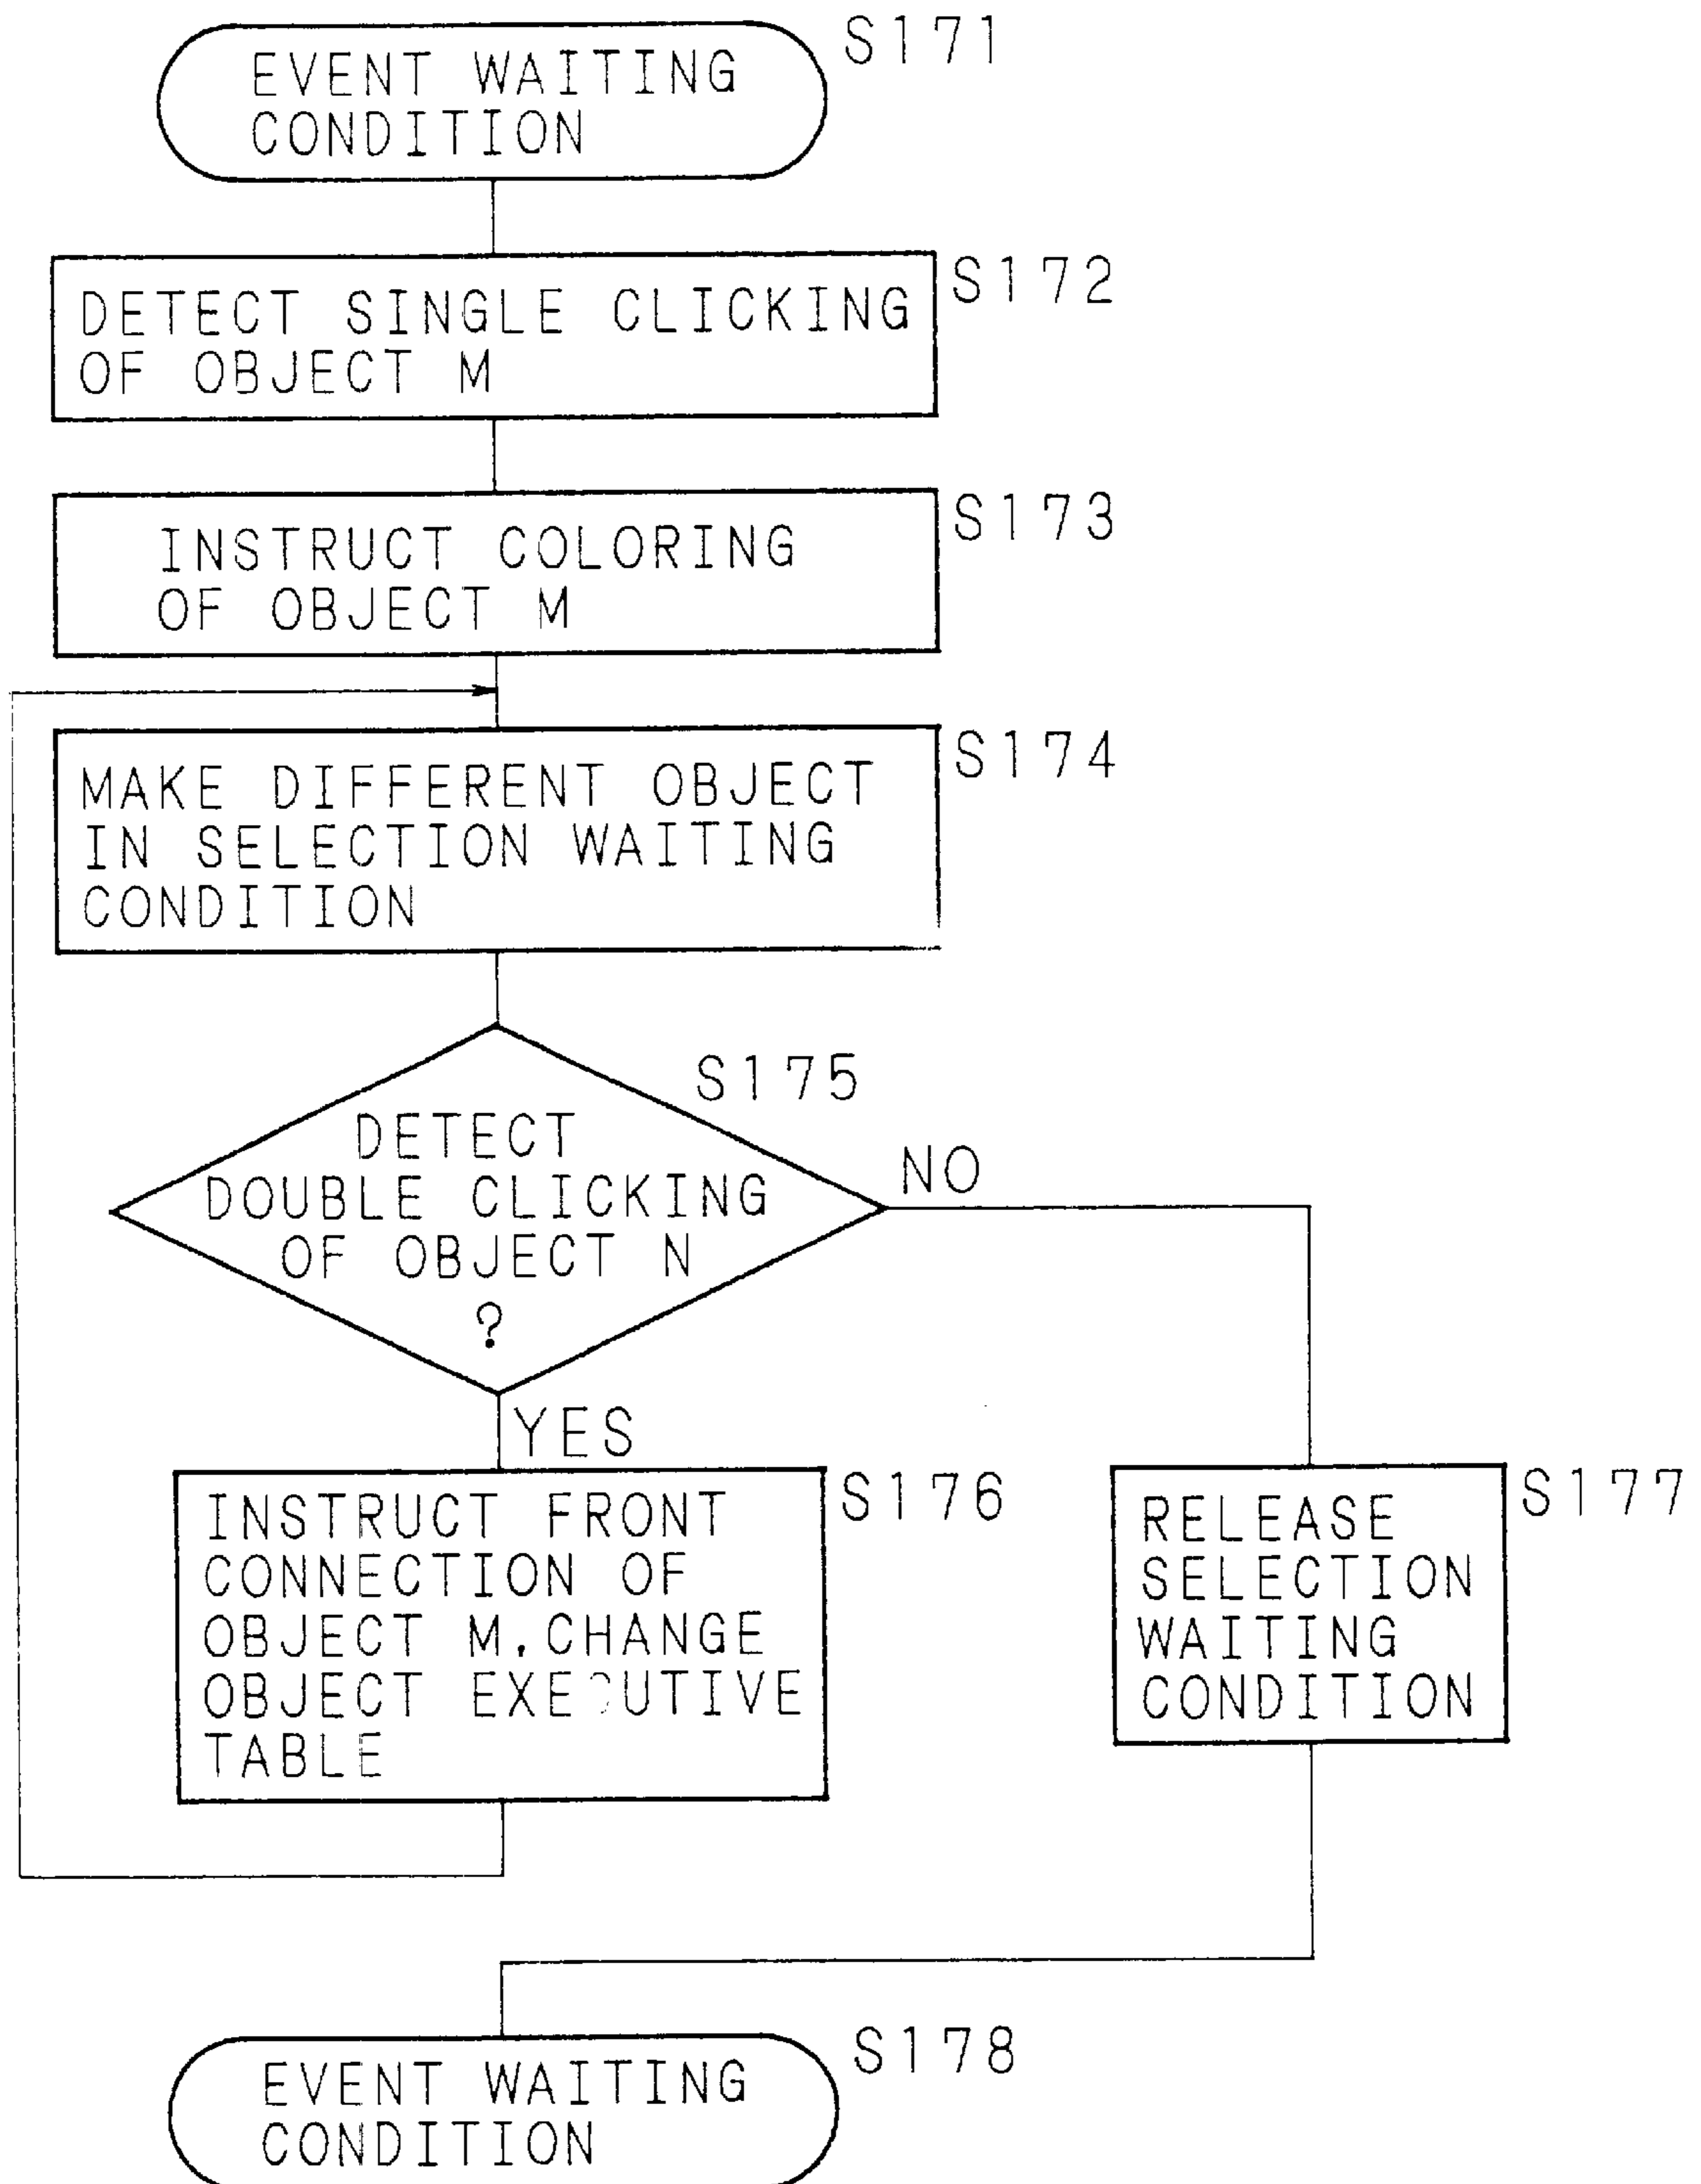 EVENT WAITING
CONDITION
S171
DETECT SINGLE CLICKING
OF OBJECT M
S172
INSTRUCT COLORING
OF OBJECT M
S173
MAKE DIFFERENT OBJECT
IN SELECTION WAITING
CONDITION
S174
S175
DETECT
DOUBLE CLICKING
OF OBJECT N
?
NO
YES
INSTRUCT FRONT
CONNECTION OF
OBJECT M,CHANGE
OBJECT EXECUTIVE
TABLE
S176
RELEASE
SELECTION
WAITING
CONDITION
S177
EVENT WAITING
CONDITION
S178